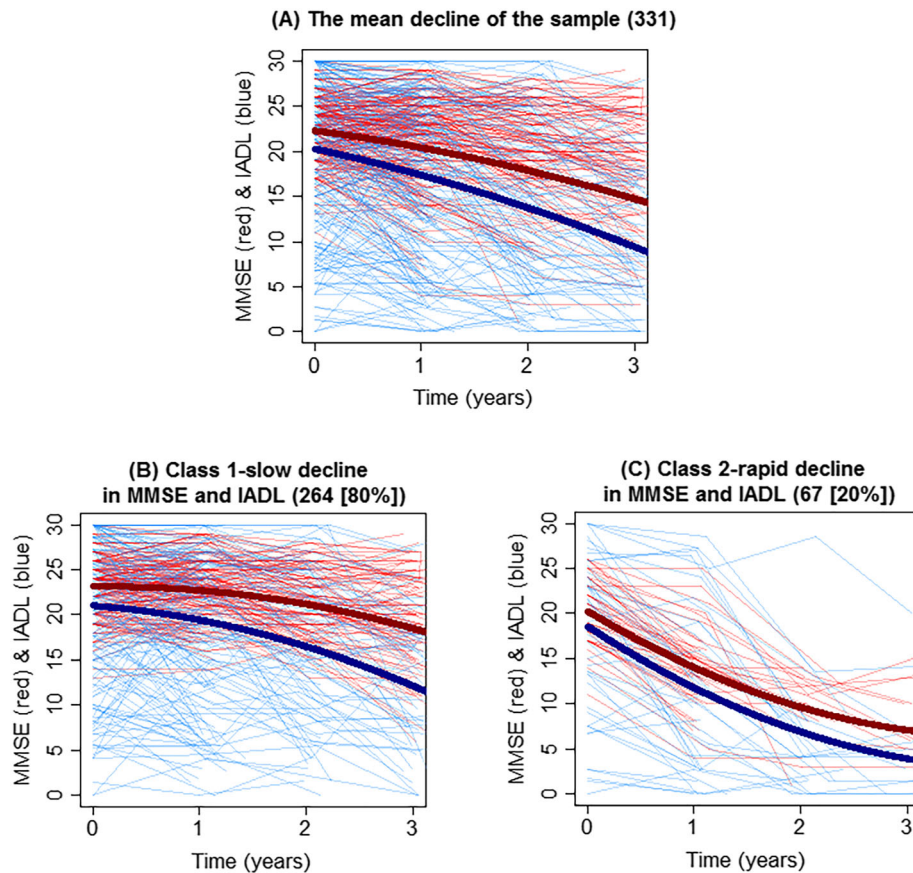 (A) The mean decline of the sample (331)
MMSE (red) & IADL (blue)
30
25
20
15
10
5
0
0 1 2 3
Time (years)
(B) Class 1-slow decline
in MMSE and IADL (264 [80%])
MMSE (red) & IADL (blue)
30
25
20
15
10
5
0
0 1 2 3
Time (years)
(C) Class 2-rapid decline
in MMSE and IADL (67 [20%])
MMSE (red) & IADL (blue)
30
25
20
15
10
5
0
0 1 2 3
Time (years)